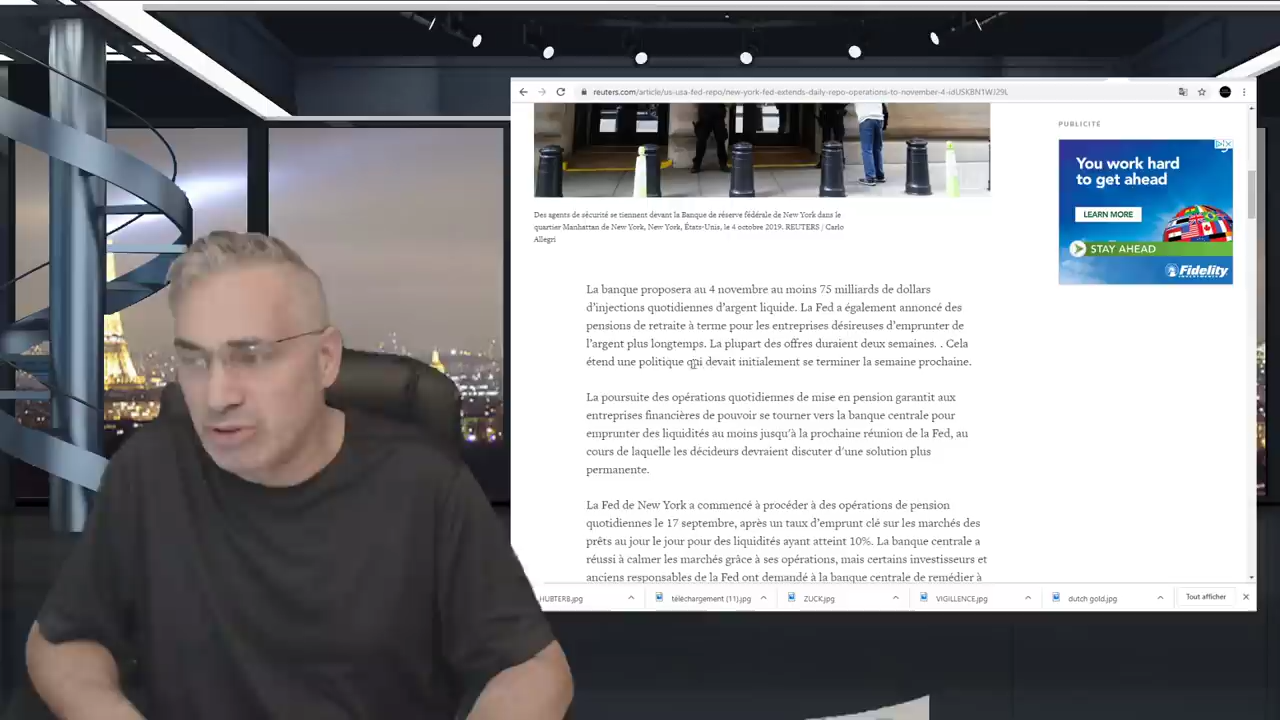 reuters.com/article/us-usa-fed-repo/new-york-fed-extends-daily-repo-operations-to-november-4-idUSKBN1WJ29L
PUBLICITÉ
You work hard
to get ahead
LEARN MORE
STAY AHEAD
Fidelity
INVESTMENTS
Des agents de sécurité se tiennent devant la Banque de réserve fédérale de New York dans le
quartier Manhattan de New York, New York, États-Unis, le 4 octobre 2019. REUTERS / Carlo
Allegri
La banque proposera au 4 novembre au moins 75 milliards de dollars
d'injections quotidiennes d'argent liquide. La Fed a également annoncé des
pensions de retraite à terme pour les entreprises désireuses d'emprunter de
l'argent plus longtemps. La plupart des offres duraient deux semaines. . Cela
étend une politique qui devait initialement se terminer la semaine prochaine.
La poursuite des opérations quotidiennes de mise en pension garantit aux
entreprises financières de pouvoir se tourner vers la banque centrale pour
emprunter des liquidités au moins jusqu'à la prochaine réunion de la Fed, au
cours de laquelle les décideurs devraient discuter d'une solution plus
permanente.
La Fed de New York a commencé à procéder à des opérations de pension
quotidiennes le 17 septembre, après un taux d'emprunt clé sur les marchés des
prêts au jour le jour pour des liquidités ayant atteint 10%. La banque centrale a
réussi à calmer les marchés grâce à ses opérations, mais certains investisseurs et
anciens responsables de la Fed ont demandé à la banque centrale de remédier à
HUBTERB.jpg
téléchargement (11).jpg
ZUCK.jpg
VIGILLENCE.jpg
dutch gold.jpg
Tout afficher